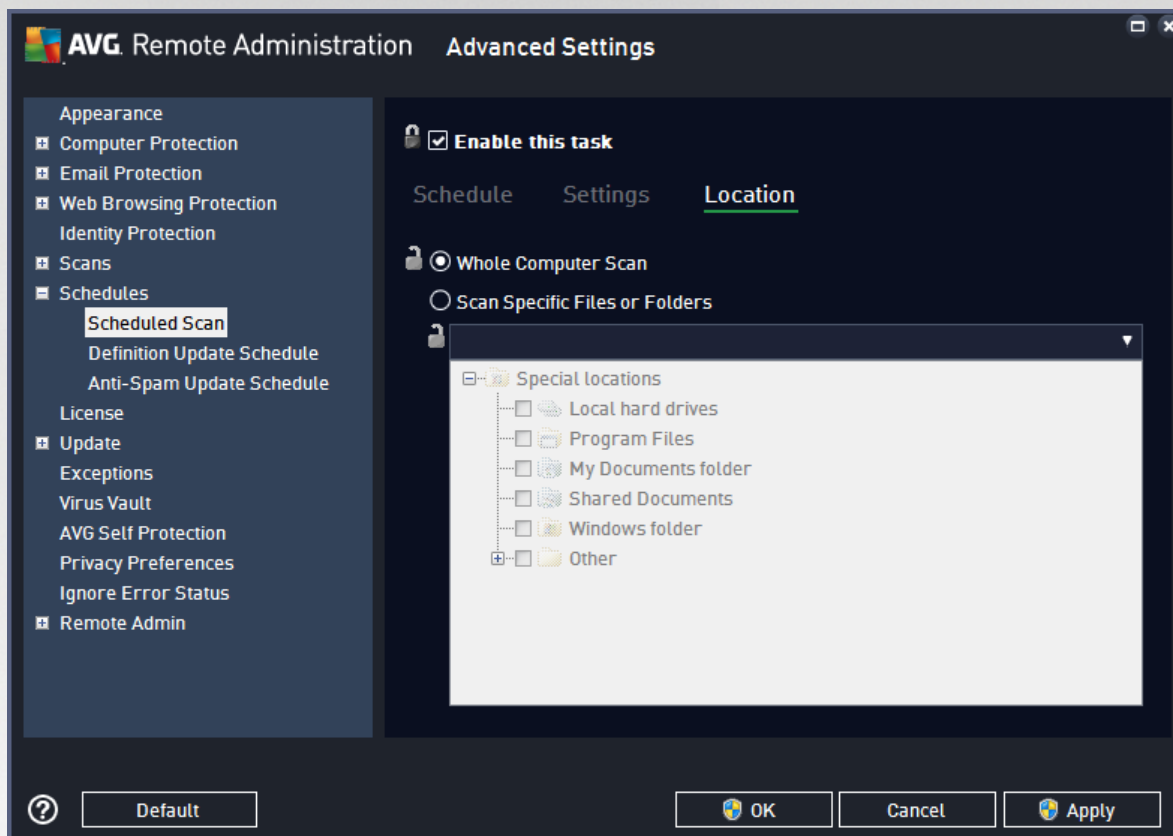 AVG. Remote Administration Advanced Settings
Appearance
Computer Protection
Email Protection
Web Browsing Protection
Identity Protection
Scans
Schedules
Scheduled Scan
Definition Update Schedule
Anti-Spam Update Schedule
License
Update
Exceptions
Virus Vault
AVG Self Protection
Privacy Preferences
Ignore Error Status
Remote Admin
Enable this task
Schedule Settings Location
Whole Computer Scan
Scan Specific Files or Folders
Special locations
Local hard drives
Program Files
My Documents folder
Shared Documents
Windows folder
Other
? Default OK Cancel Apply